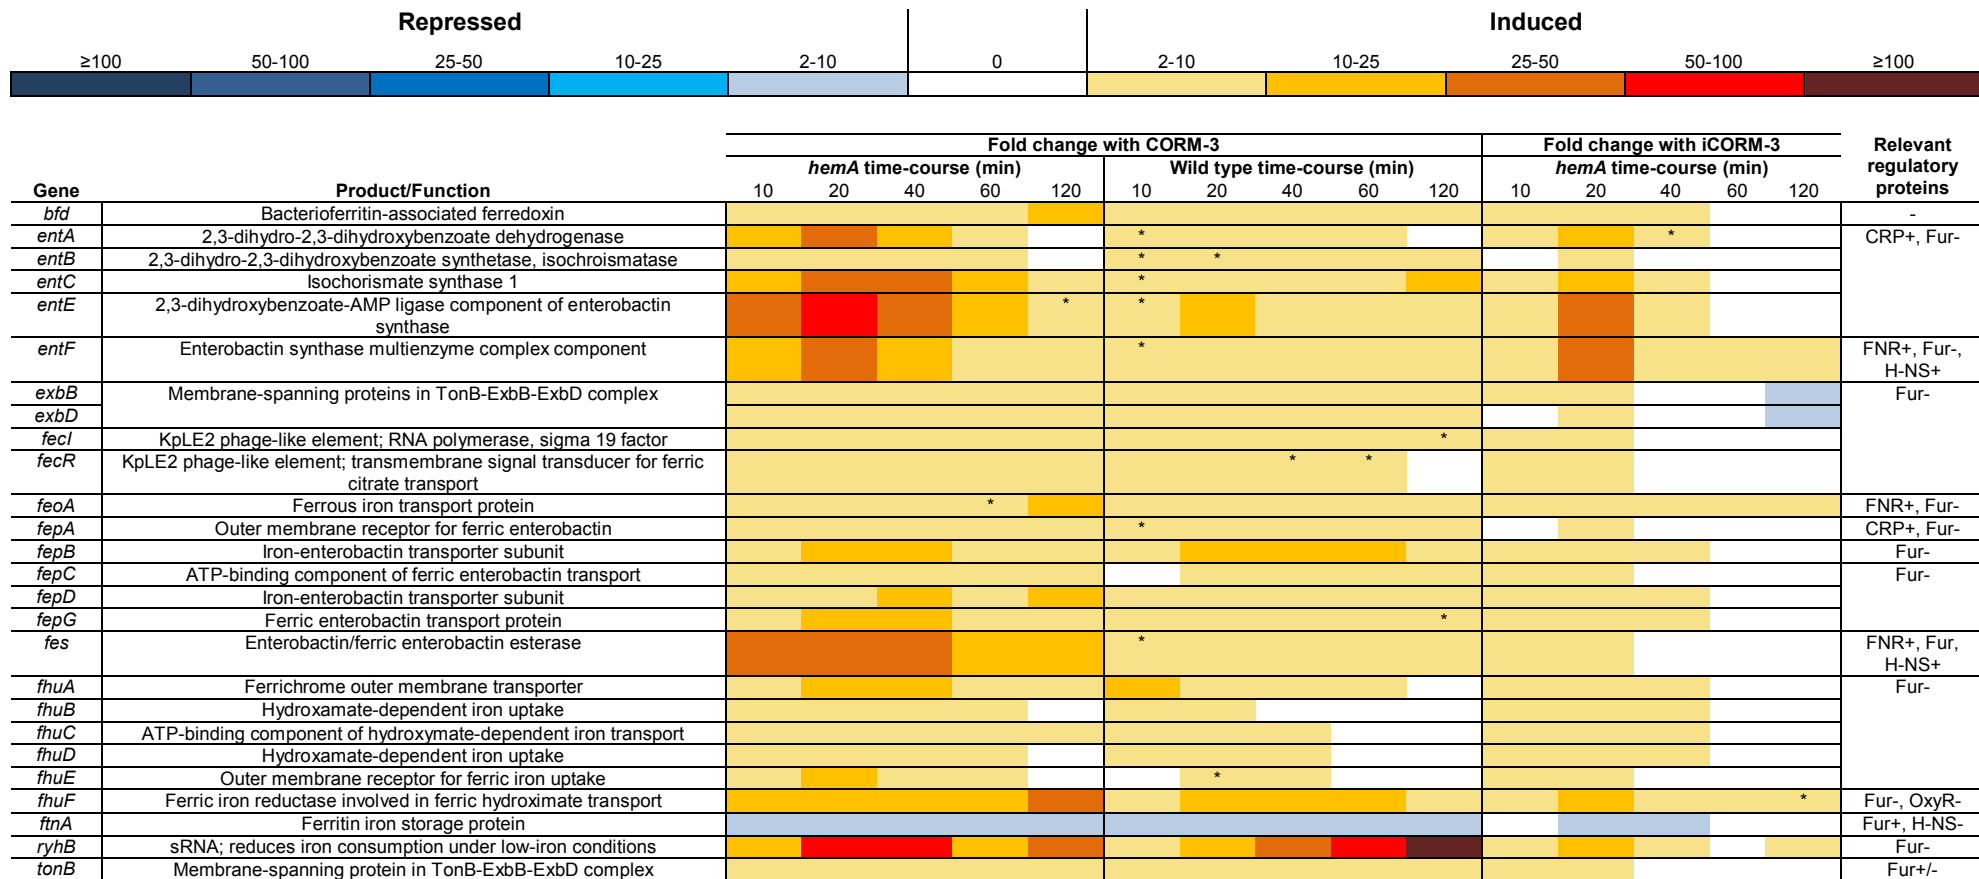 Repressed Induced
≥100 50-100 25-50 10-25 2-10 0 2-10 10-25 25-50 50-100 ≥100
Fold change with CORM-3 Fold change with iCORM-3 Relevant
hemA time-course (min) Wild type time-course (min) hemA time-course (min) regulatory
Gene Product/Function 10 20 40 60 120 10 20 40 60 120 10 20 40 60 120 proteins
bfd Bacterioferritin-associated ferredoxin -
entA 2,3-dihydro-2,3-dihydroxybenzoate dehydrogenase * * CRP+, Fur-
entB 2,3-dihydro-2,3-dihydroxybenzoate synthetase, isochroismatase * *
entC Isochorismate synthase 1 *
entE 2,3-dihydroxybenzoate-AMP ligase component of enterobactin * *
synthase
entF Enterobactin synthase multienzyme complex component * FNR+, Fur-,
H-NS+
exbB Membrane-spanning proteins in TonB-ExbB-ExbD complex Fur-
exbD
fecI KpLE2 phage-like element; RNA polymerase, sigma 19 factor *
fecR KpLE2 phage-like element; transmembrane signal transducer for ferric * *
citrate transport
feoA Ferrous iron transport protein * FNR+, Fur-
fepA Outer membrane receptor for ferric enterobactin * CRP+, Fur-
fepB Iron-enterobactin transporter subunit Fur-
fepC ATP-binding component of ferric enterobactin transport Fur-
fepD Iron-enterobactin transporter subunit
fepG Ferric enterobactin transport protein *
fes Enterobactin/ferric enterobactin esterase * FNR+, Fur,
H-NS+
fhuA Ferrichrome outer membrane transporter Fur-
fhuB Hydroxamate-dependent iron uptake
fhuC ATP-binding component of hydroxymate-dependent iron transport
fhuD Hydroxamate-dependent iron uptake
fhuE Outer membrane receptor for ferric iron uptake *
fhuF Ferric iron reductase involved in ferric hydroximate transport * Fur-, OxyR-
ftnA Ferritin iron storage protein Fur+, H-NS-
ryhB sRNA; reduces iron consumption under low-iron conditions Fur-
tonB Membrane-spanning protein in TonB-ExbB-ExbD complex Fur+/-